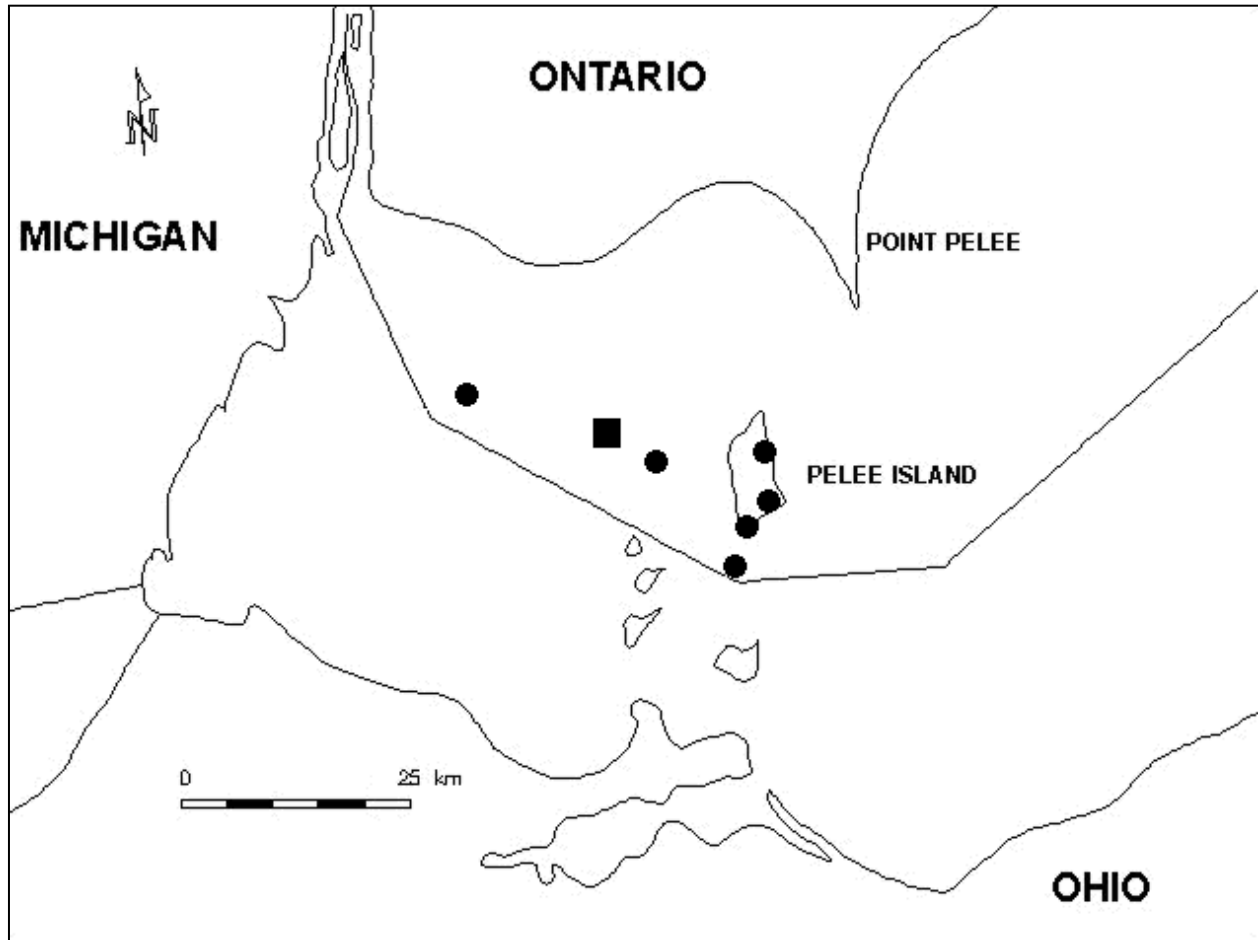 ONTARIO
N
MICHIGAN
POINT PELEE
PELEE ISLAND
0 25 km
OHIO